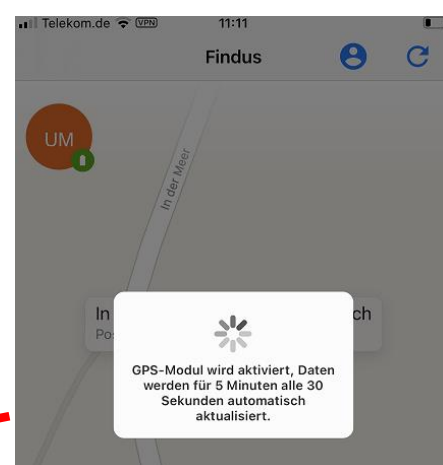 Telekom.de VPN 11:11
Findus
UM
In der Meer
In ch
Po
GPS-Modul wird aktiviert, Daten
werden für 5 Minuten alle 30
Sekunden automatisch
aktualisiert.